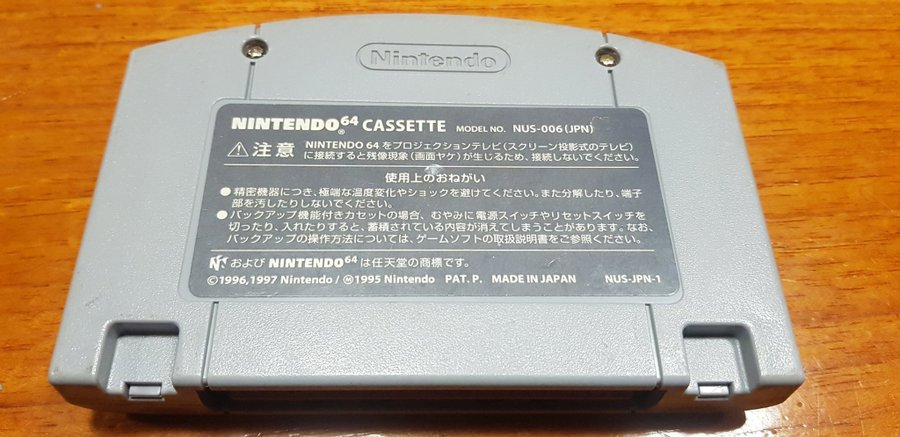 Nintendo
NINTENDO64® CASSETTE MODEL NO. NUS-006(JPN)
⚠注意 NINTENDO 64 をプロジェクションテレビ(スクリーン投影式のテレビ)
に接続すると残像現象(画面ヤケ)が生じるため、接続しないでください。
使用上のおねがい
●精密機器につき、極端な温度変化やショックを避けてください。また分解したり、端子
部を汚したりしないでください。
●バックアップ機能付きカセットの場合、むやみに電源スイッチやリセットスイッチを
切ったり、入れたりすると、蓄積されている内容が消えてしまうことがあります。なお、
バックアップの操作方法については、ゲームソフトの取扱説明書をご参照ください。
および NINTENDO64 は任天堂の商標です。
©1996,1997 Nintendo / Ⓦ1995 Nintendo PAT. P. MADE IN JAPAN NUS-JPN-1